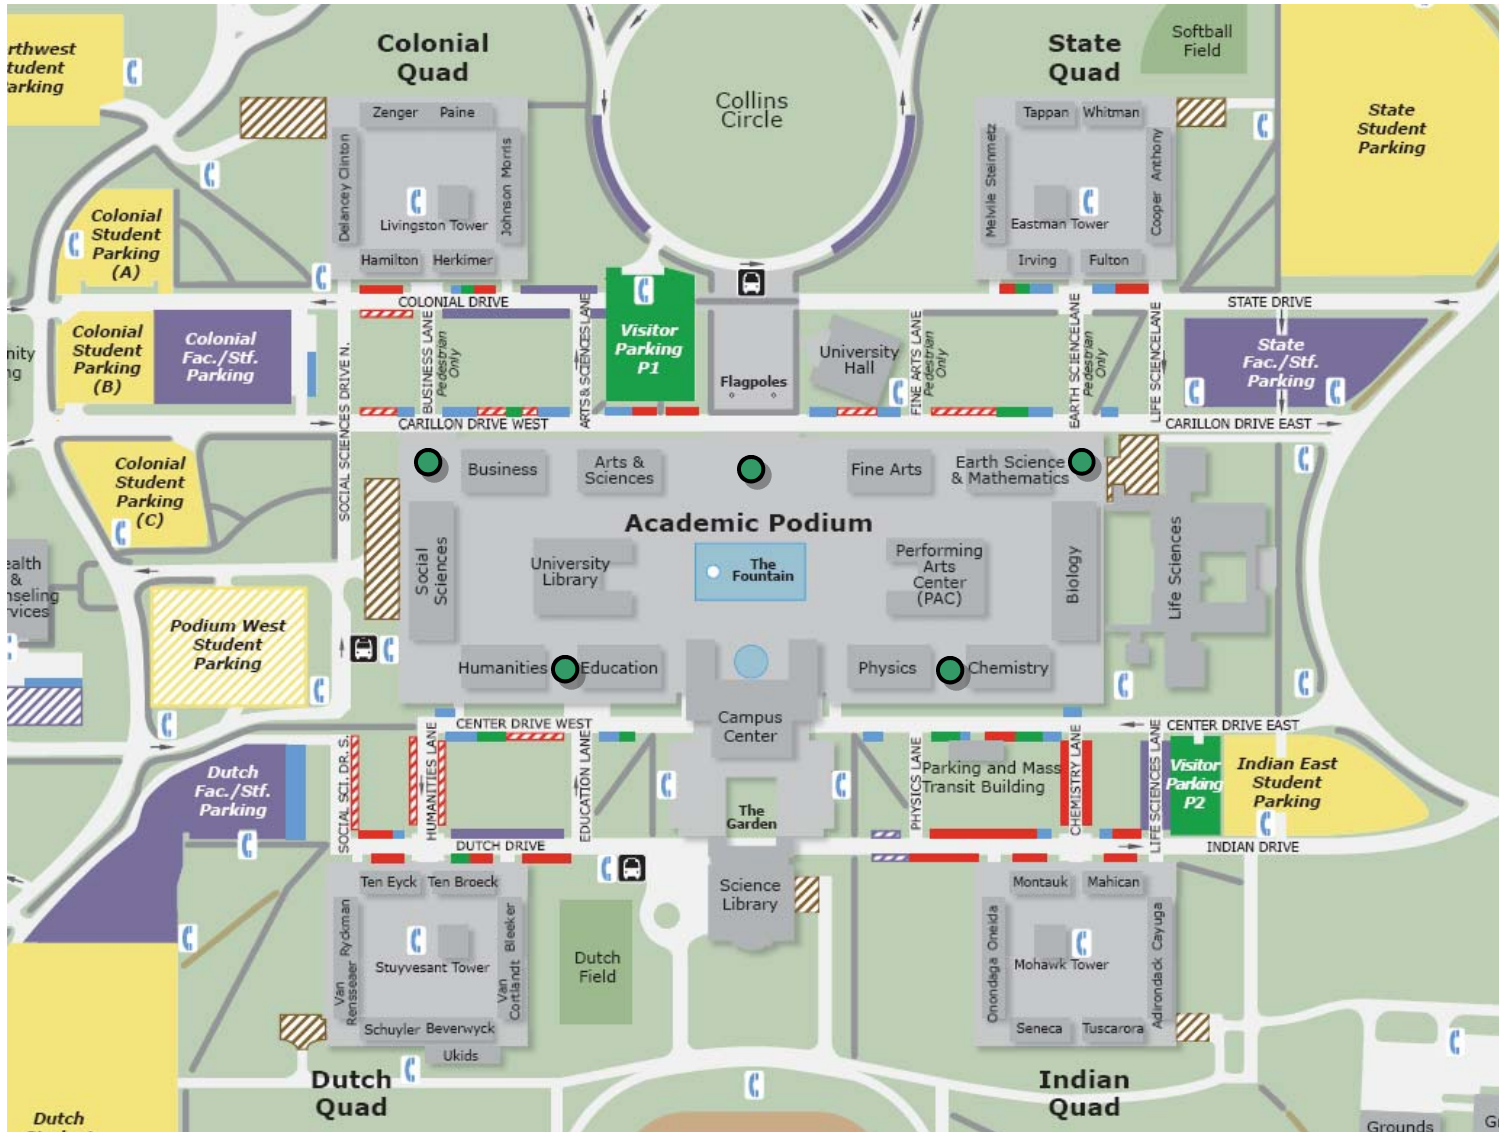 Colonial
Quad
State
Quad
Softball
Field
Collins
Circle
rthwest
tudent
arking
State
Student
Parking
Zenger
Paine
Delancey Clinton
Johnson Morris
Livingston Tower
Hamilton
Herkimer
Tappan
Whitman
Melvile Steinmetz
Cooper Anthony
Eastman Tower
Irving
Fulton
Colonial
Student
Parking
(A)
COLONIAL DRIVE
STATE DRIVE
Colonial
Student
Parking
(B)
Colonial
Fac./Stf.
Parking
nity
ng
SOCIAL SCIENCES DRIVE N.
BUSINESS LANE
Pedestrian
Only
ARTS & SCIENCES LANE
Visitor
Parking
P1
Flagpoles
University
Hall
FINE ARTS LANE
Pedestrian
Only
EARTH SCIENCE LANE
Pedestrian
Only
LIFE SCIENCE LANE
State
Fac./Stf.
Parking
CARILLON DRIVE WEST
CARILLON DRIVE EAST
Colonial
Student
Parking
(C)
Business
Arts &
Sciences
Fine Arts
Earth Science
& Mathematics
Academic Podium
Social
Sciences
University
Library
The
Fountain
Performing
Arts
Center
(PAC)
Biology
Life Sciences
ealth
&
nseling
rvices
Podium West
Student
Parking
Humanities
Education
Physics
Chemistry
Campus
Center
CENTER DRIVE WEST
CENTER DRIVE EAST
SOCIAL SCI. DR. S.
HUMANITIES LANE
EDUCATION LANE
PHYSICS LANE
CHEMISTRY LANE
LIFE SCIENCES LANE
Dutch
Fac./Stf.
Parking
Parking and Mass
Transit Building
Visitor
Parking
P2
Indian East
Student
Parking
The
Garden
DUTCH DRIVE
INDIAN DRIVE
Science
Library
Ten Eyck
Ten Broeck
Van
Rensseaer Ryckman
Van
Cortlandt Bleeker
Stuyvesant Tower
Schuyler
Beverwyck
Ukids
Dutch
Field
Montauk
Mahican
Onondaga Oneida
Adirondack Cayuga
Mohawk Tower
Seneca
Tuscarora
Dutch
Quad
Indian
Quad
Dutch
Grounds